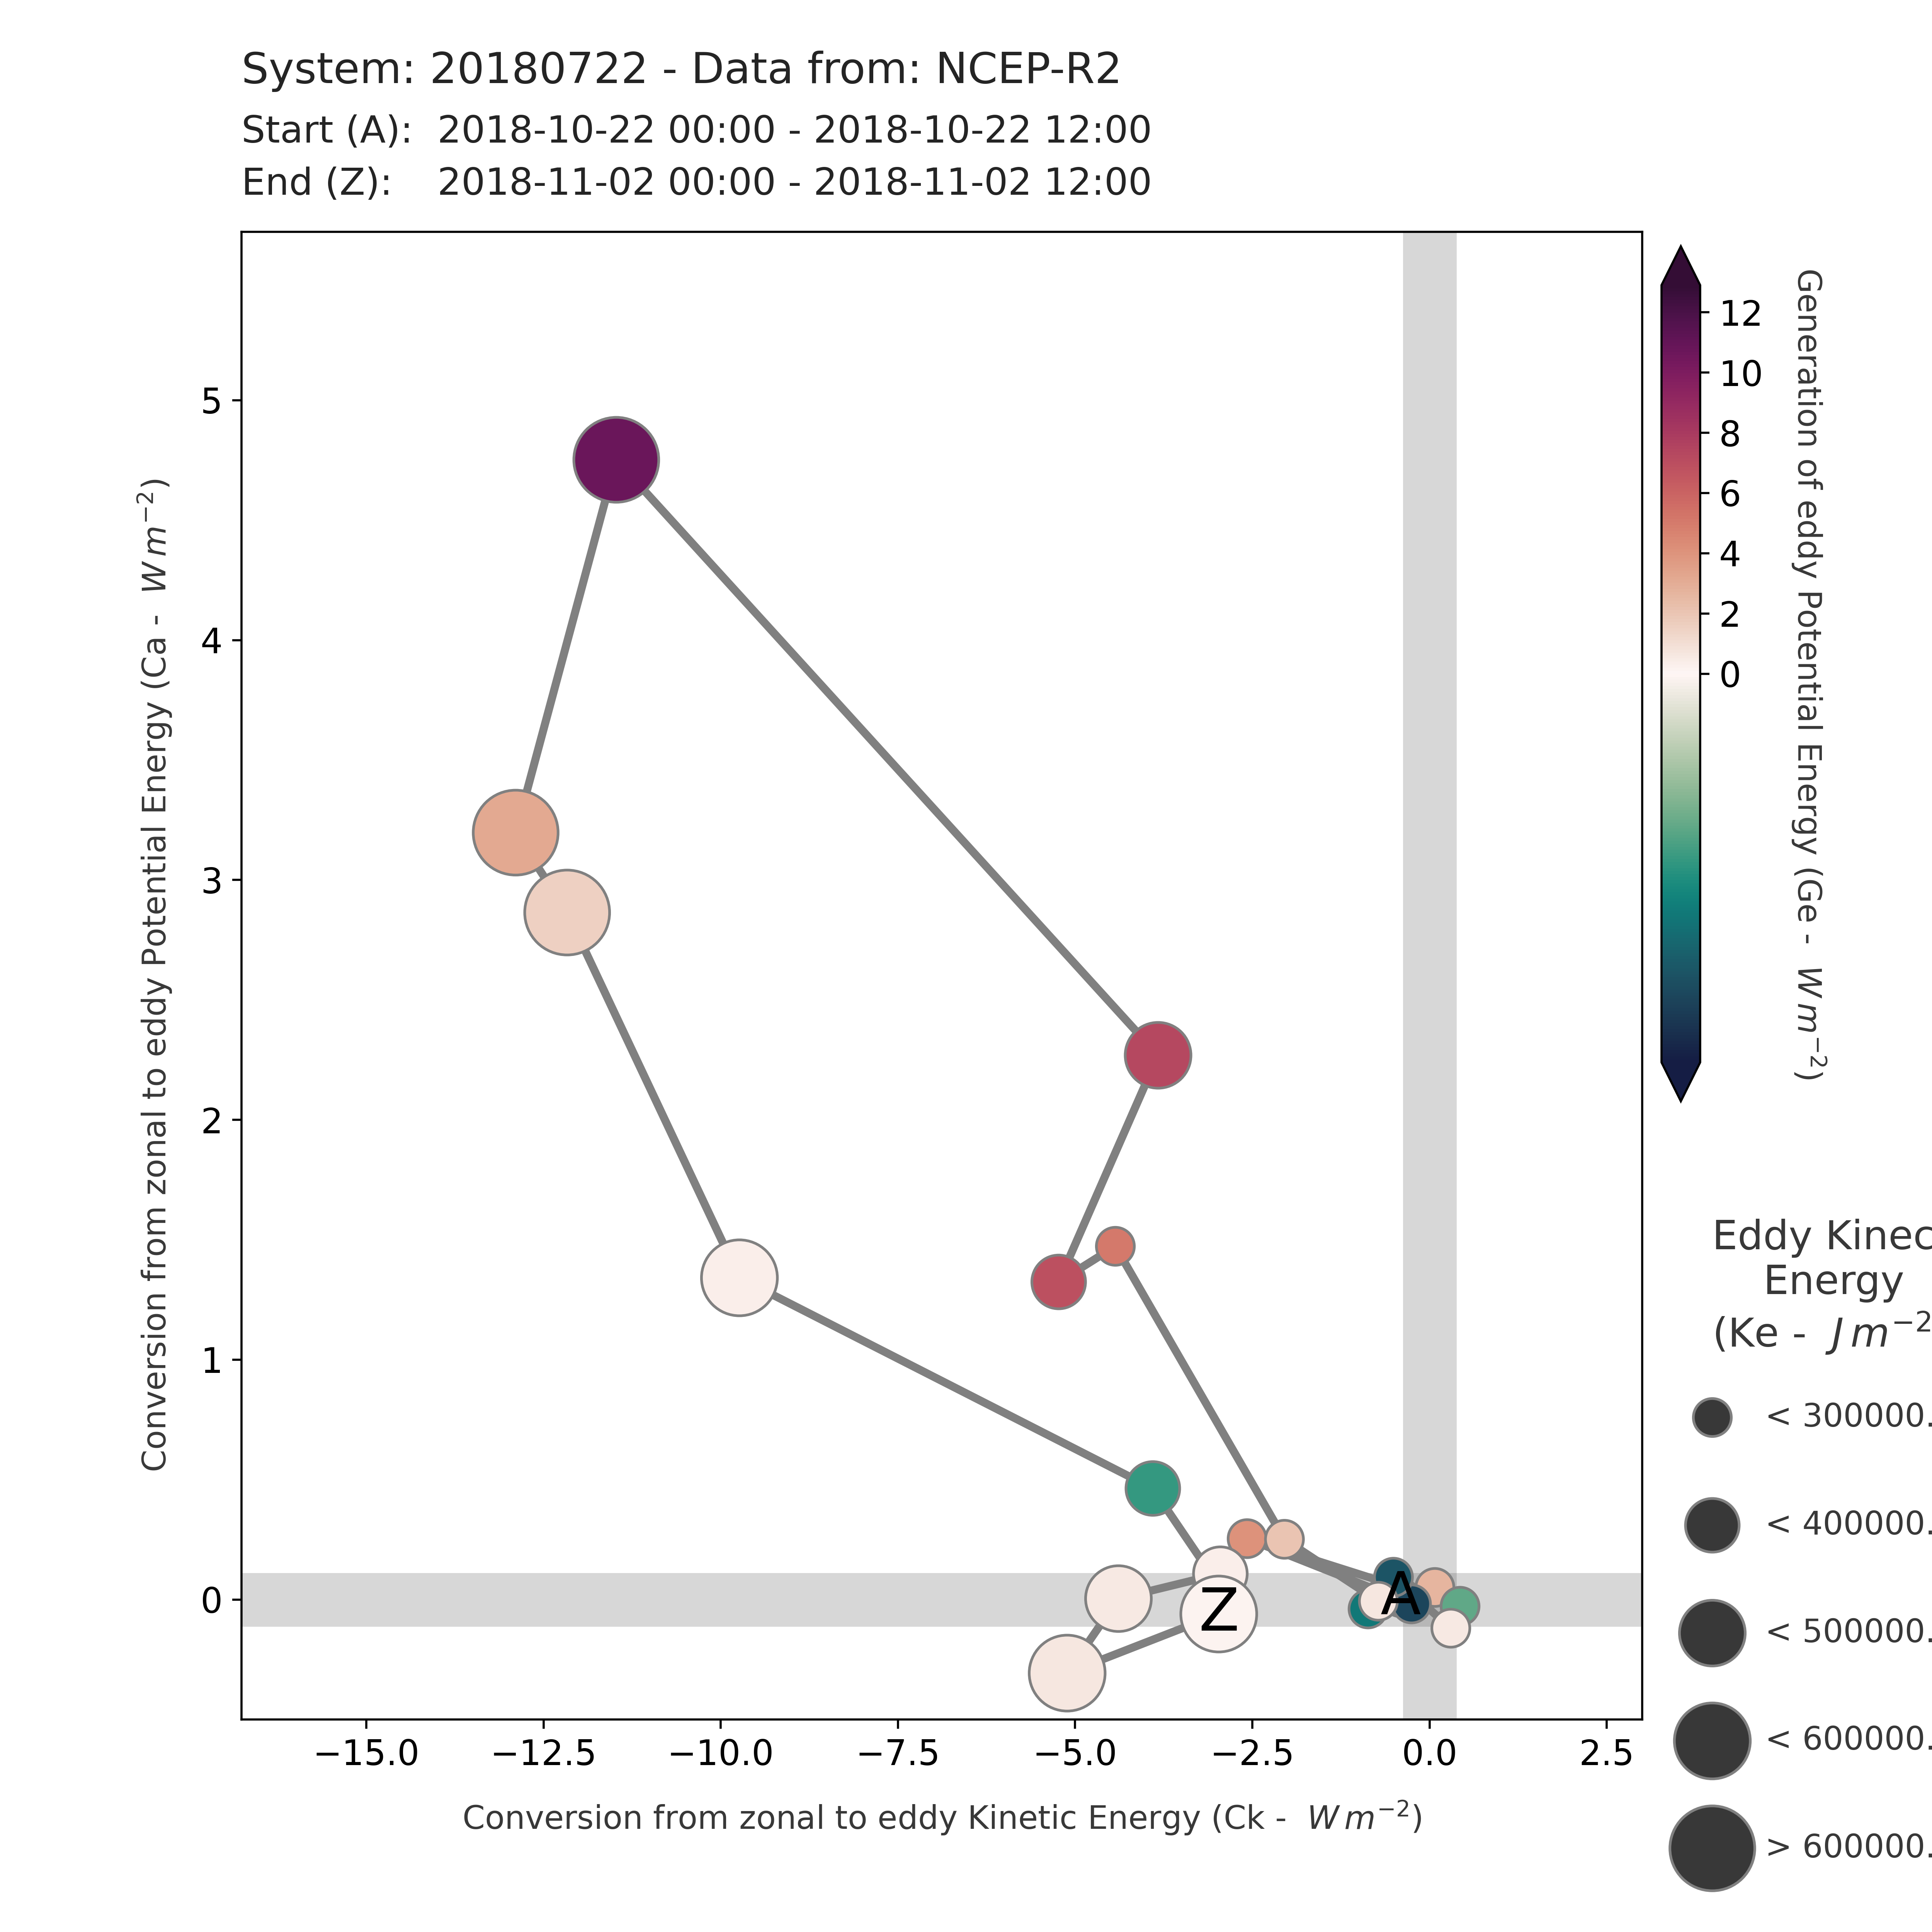 System: 20180722 - Data from: NCEP-R2
Start (A): 2018-10-22 00:00 - 2018-10-22 12:00
End (Z): 2018-11-02 00:00 - 2018-11-02 12:00
Conversion from zonal to eddy Potential Energy (Ca - W m⁻²)
5
4
3
2
1
0
A
Z
−15.0
−12.5
−10.0
−7.5
−5.0
−2.5
0.0
2.5
Conversion from zonal to eddy Kinetic Energy (Ck - W m⁻²)
12
10
8
6
4
2
0
Generation of eddy Potential Energy (Ge - W m⁻²)
Eddy Kinec
Energy
(Ke - J m⁻²
< 300000.
< 400000.
< 500000.
< 600000.
> 600000.